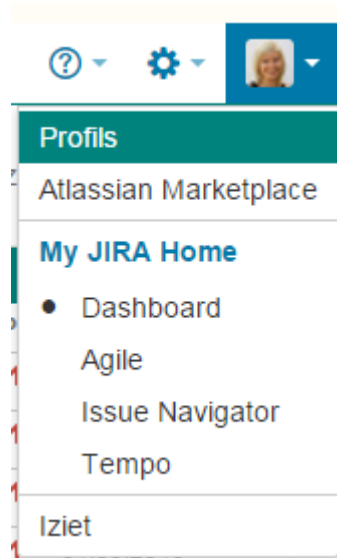 Profils
Atlassian Marketplace
My JIRA Home
Dashboard
Agile
Issue Navigator
Tempo
Iziet